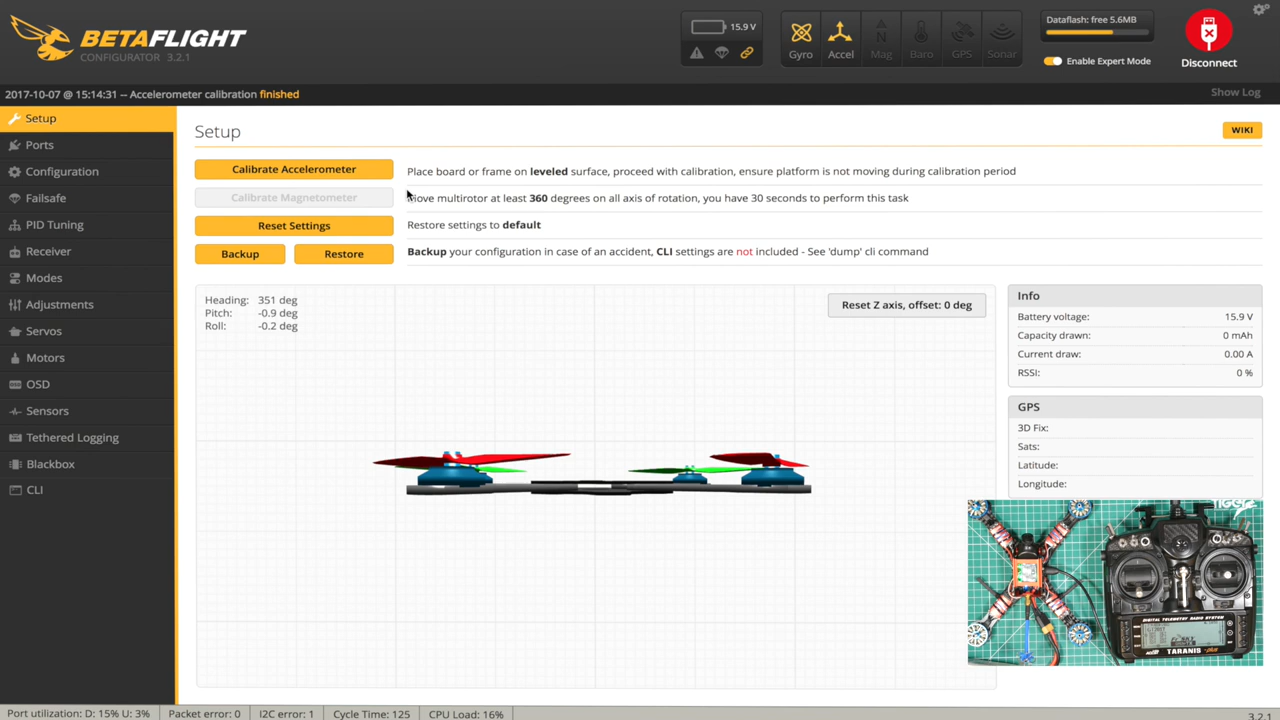 BETAFLIGHT
CONFIGURATOR 3.2.1
15.9 V
Gyro
Accel
Mag
Baro
GPS
Sonar
Dataflash: free 5.6MB
Enable Expert Mode
Disconnect
2017-10-07 @ 15:14:31 -- Accelerometer calibration finished
Show Log
Setup
Ports
Configuration
Failsafe
PID Tuning
Receiver
Modes
Adjustments
Servos
Motors
OSD
Sensors
Tethered Logging
Blackbox
CLI
Setup
WIKI
Calibrate Accelerometer
Place board or frame on leveled surface, proceed with calibration, ensure platform is not moving during calibration period
Calibrate Magnetometer
Move multirotor at least 360 degrees on all axis of rotation, you have 30 seconds to perform this task
Reset Settings
Restore settings to default
Backup
Restore
Backup your configuration in case of an accident, CLI settings are not included - See 'dump' cli command
Heading: 351 deg
Pitch: -0.9 deg
Roll: -0.2 deg
Reset Z axis, offset: 0 deg
Info
Battery voltage: 15.9 V
Capacity drawn: 0 mAh
Current draw: 0.00 A
RSSI: 0 %
GPS
3D Fix:
Sats:
Latitude:
Longitude:
DIGITAL TELEMETRY RADIO SYSTEM
TARANIS plus
Port utilization: D: 15% U: 3%
Packet error: 0
I2C error: 1
Cycle Time: 125
CPU Load: 16%
3.2.1